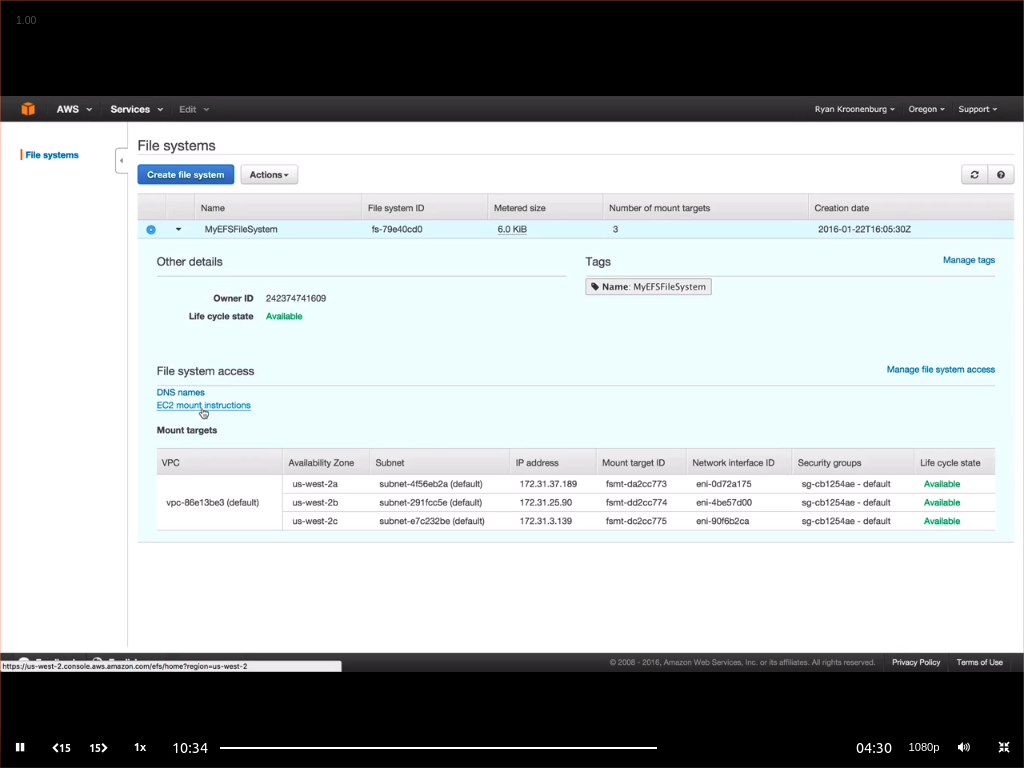 1.00
AWS Services Edit Ryan Kroonenburg Oregon Support
File systems
File systems
Create file system Actions
Name File system ID Metered size Number of mount targets Creation date
MyEFSFileSystem fs-79e40cd0 6.0 KiB 3 2016-01-22T16:05:30Z
Other details Tags Manage tags
Name: MyEFSFileSystem
Owner ID 242374741609
Life cycle state Available
File system access Manage file system access
DNS names
EC2 mount instructions
Mount targets
VPC Availability Zone Subnet IP address Mount target ID Network interface ID Security groups Life cycle state
us-west-2a subnet-4f56eb2a (default) 172.31.37.189 fsmt-da2cc773 eni-0d72a175 sg-cb1254ae - default Available
vpc-86e13be3 (default) us-west-2b subnet-291fcc5e (default) 172.31.25.90 fsmt-dd2cc774 eni-4be57d00 sg-cb1254ae - default Available
us-west-2c subnet-e7c232be (default) 172.31.3.139 fsmt-dc2cc775 eni-90f6b2ca sg-cb1254ae - default Available
https://us-west-2.console.aws.amazon.com/efs/home?region=us-west-2
© 2008 - 2016, Amazon Web Services, Inc. or its affiliates. All rights reserved. Privacy Policy Terms of Use
15 15 1x 10:34 04:30 1080p